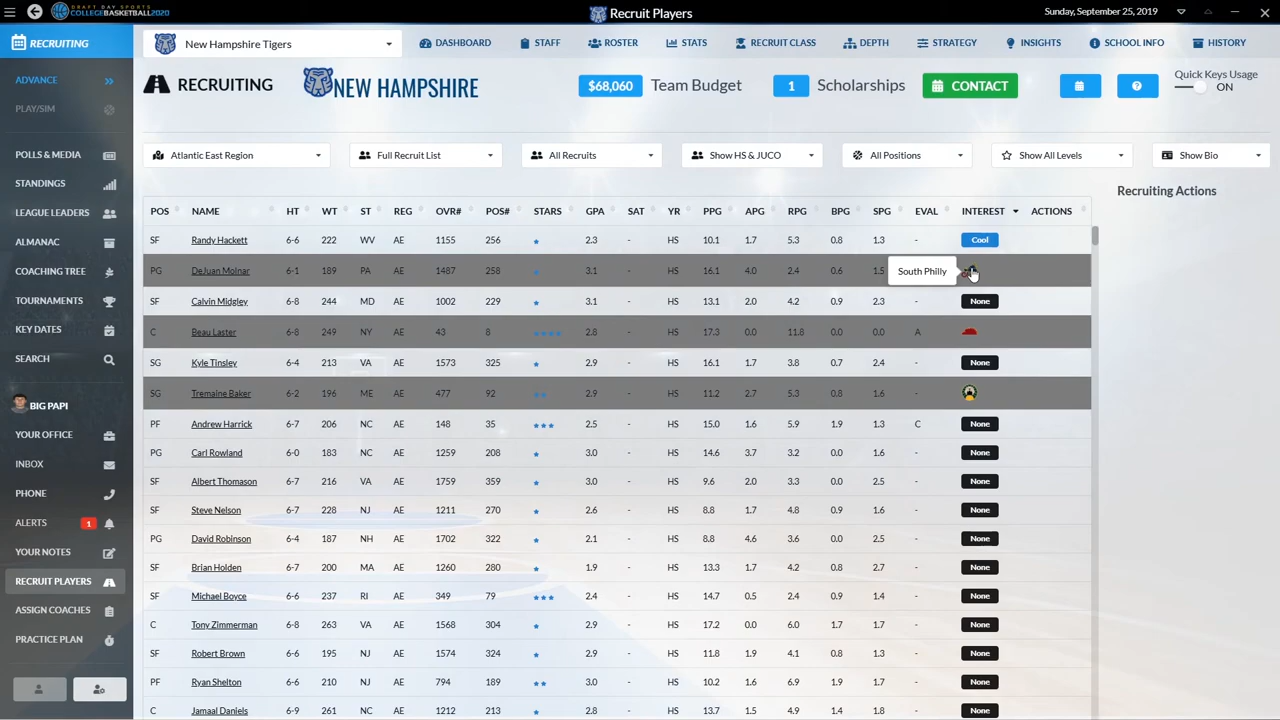 DRAFT DAY SPORTS
COLLEGE BASKETBALL 2020
Recruit Players
Sunday, September 25, 2019
RECRUITING
New Hampshire Tigers
DASHBOARD STAFF ROSTER STATS RECRUIT CLASS DEPTH STRATEGY INSIGHTS SCHOOL INFO HISTORY
ADVANCE
PLAY/SIM
POLLS & MEDIA
STANDINGS
LEAGUE LEADERS
ALMANAC
COACHING TREE
TOURNAMENTS
KEY DATES
SEARCH
BIG PAPI
YOUR OFFICE
INBOX
PHONE
ALERTS 1
YOUR NOTES
RECRUIT PLAYERS
ASSIGN COACHES
PRACTICE PLAN
RECRUITING NEW HAMPSHIRE $68,060 Team Budget 1 Scholarships CONTACT
Quick Keys Usage
ON
Atlantic East Region Full Recruit List All Recruits Show HS & JUCO All Positions Show All Levels Show Bio
Recruiting Actions
POS NAME HT WT ST REG OVR# POS# STARS GPA SAT YR PPG APG RPG BPG SPG EVAL INTEREST ACTIONS
SF Randy Hackett 6-6 222 WV AE 1155 256 2.3 - HS 10.1 1.7 5.3 0.8 1.3 - Cool
PG DeJuan Molnar 6-1 189 PA AE 1487 258 3.1 - HS 16.1 4.0 2.4 0.6 1.5 South Philly
SF Calvin Midgley 6-8 244 MD AE 1002 229 3.1 - HS 13.1 2.0 4.2 0.9 2.3 - None
C Beau Laster 6-8 249 NY AE 43 8 2.8 - HS 17.3 0.0 11.8 0.0 0.0 A
SG Kyle Tinsley 6-4 213 VA AE 1573 325 2.9 - HS 16.1 1.7 3.8 0.7 2.4 - None
SG Tremaine Baker 6-2 196 ME AE 477 92 2.9 - HS 11.2 2.7 5.3 0.8 1.6 -
PF Andrew Harrick 6-7 206 NC AE 148 35 2.5 - HS 15.0 1.6 5.9 1.9 1.3 C None
PG Carl Rowland 6-0 183 NC AE 1259 208 3.0 - HS 14.6 3.7 3.2 0.0 1.6 - None
SF Albert Thomason 6-7 216 VA AE 1759 359 3.0 - HS 9.6 2.0 3.3 0.0 2.5 - None
SF Steve Nelson 6-7 228 NJ AE 1211 270 2.6 - HS 8.8 1.7 4.8 0.9 1.6 - None
PG David Robinson 6-4 187 NH AE 1702 322 2.1 - HS 8.8 4.6 3.6 0.0 2.5 - None
SF Brian Holden 6-7 200 MA AE 1260 280 1.9 - HS 13.3 1.7 4.2 0.8 2.7 - None
SF Michael Boyce 6-6 237 RI AE 349 79 2.4 - HS 14.7 0.5 2.4 0.9 1.4 - None
C Tony Zimmerman 6-8 263 VA AE 1568 304 2.9 - HS 17.2 0.0 6.0 1.7 1.7 - None
SF Robert Brown 6-6 195 NJ AE 1574 324 2.9 - HS 11.8 1.9 4.1 0.8 1.6 - None
PF Ryan Shelton 6-6 210 NJ AE 794 189 3.0 - HS 10.2 1.6 6.9 1.9 1.7 - None
C Jamaal Daniels 6-9 261 NC AE 1212 213 2.8 - HS 13.7 1.5 4.9 1.4 1.8 - None